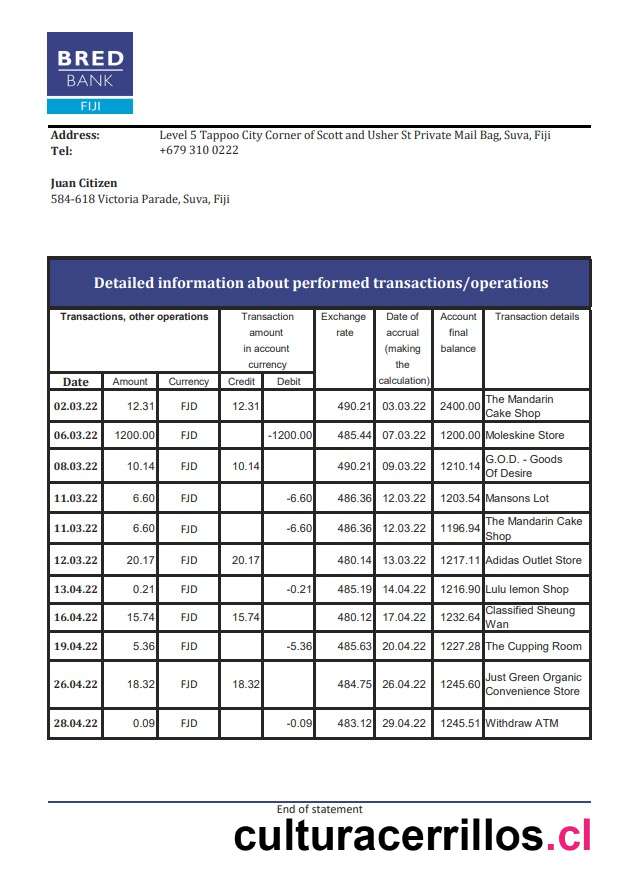 BRED
BANK
FIJI
Address: Level 5 Tappoo City Corner of Scott and Usher St Private Mail Bag, Suva, Fiji
Tel: +679 310 0222
Juan Citizen
584-618 Victoria Parade, Suva, Fiji
Detailed information about performed transactions/operations
Transactions, other operations Transaction amount in account currency Exchange rate Date of accrual (making the calculation) Account final balance Transaction details
Date Amount Currency Credit Debit
02.03.22 12.31 FJD 12.31 490.21 03.03.22 2400.00 The Mandarin Cake Shop
06.03.22 1200.00 FJD -1200.00 485.44 07.03.22 1200.00 Moleskine Store
08.03.22 10.14 FJD 10.14 490.21 09.03.22 1210.14 G.O.D. - Goods Of Desire
11.03.22 6.60 FJD -6.60 486.36 12.03.22 1203.54 Mansons Lot
11.03.22 6.60 FJD -6.60 486.36 12.03.22 1196.94 The Mandarin Cake Shop
12.03.22 20.17 FJD 20.17 480.14 13.03.22 1217.11 Adidas Outlet Store
13.04.22 0.21 FJD -0.21 485.19 14.04.22 1216.90 Lulu lemon Shop
16.04.22 15.74 FJD 15.74 480.12 17.04.22 1232.64 Classified Sheung Wan
19.04.22 5.36 FJD -5.36 485.63 20.04.22 1227.28 The Cupping Room
26.04.22 18.32 FJD 18.32 484.75 26.04.22 1245.60 Just Green Organic Convenience Store
28.04.22 0.09 FJD -0.09 483.12 29.04.22 1245.51 Withdraw ATM
End of statement
culturacerrillos.cl